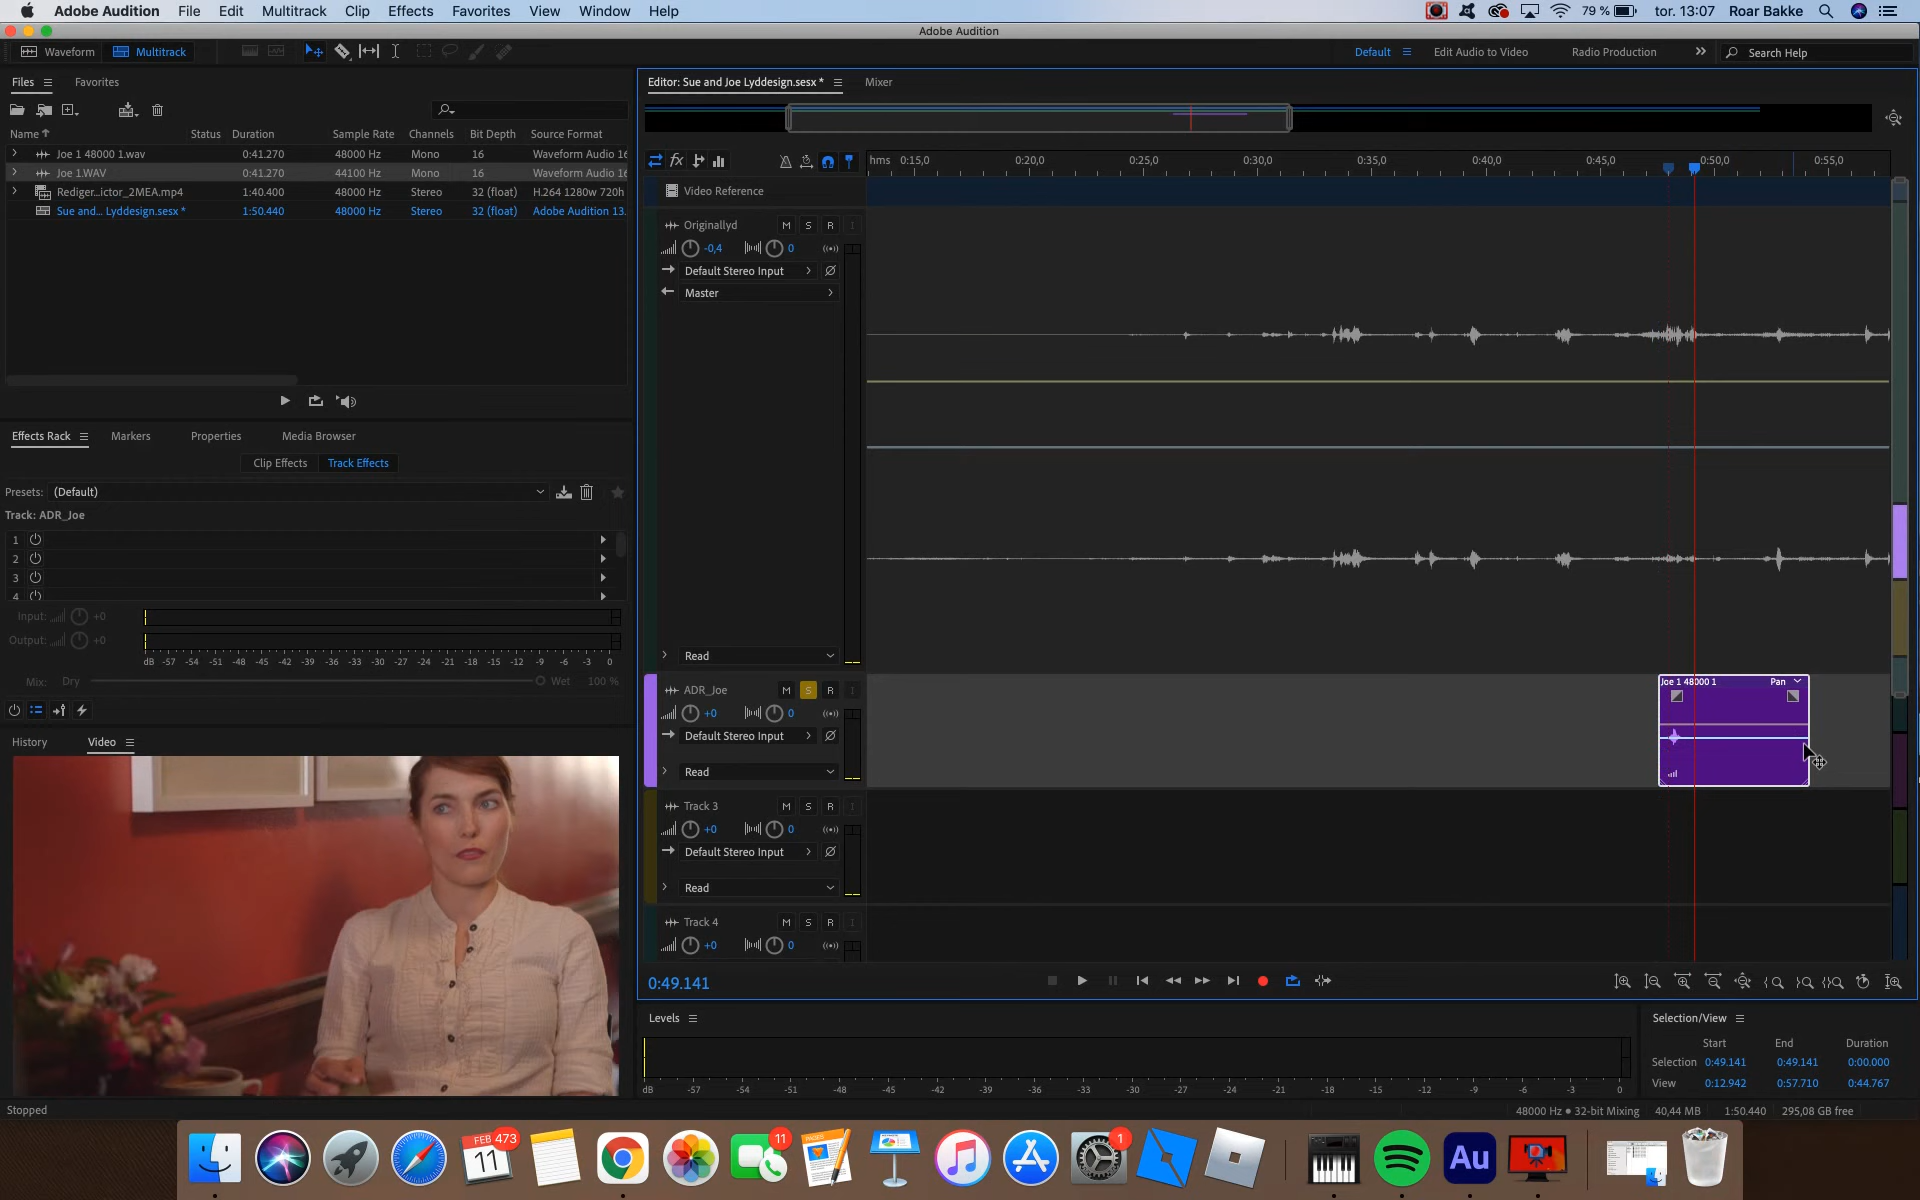 Adobe Audition File Edit Multitrack Clip Effects Favorites View Window Help 79 % tor. 13:07 Roar Bakke
Adobe Audition
Waveform Multitrack Default Edit Audio to Video Radio Production Search Help
Files Favorites
Name Status Duration Sample Rate Channels Bit Depth Source Format
Joe 1 48000 1.wav 0:41.270 48000 Hz Mono 16 Waveform Audio 16
Joe 1.WAV 0:41.270 44100 Hz Mono 16 Waveform Audio 16
Rediger...ictor_2MEA.mp4 1:40.400 48000 Hz Stereo 32 (float) H.264 1280w 720h
Sue and... Lyddesign.sesx * 1:50.440 48000 Hz Stereo 32 (float) Adobe Audition 13.
Effects Rack Markers Properties Media Browser
Clip Effects Track Effects
Presets: (Default)
Track: ADR_Joe
1
2
3
4
Input: +0
Output: +0
dB -57 -54 -51 -48 -45 -42 -39 -36 -33 -30 -27 -24 -21 -18 -15 -12 -9 -6 -3 0
Mix: Dry Wet 100 %
History Video
Editor: Sue and Joe Lyddesign.sesx * Mixer
fx hms 0:15,0 0:20,0 0:25,0 0:30,0 0:35,0 0:40,0 0:45,0 0:50,0 0:55,0
Video Reference
Originallyd M S R I
-0,4 0
Default Stereo Input
Master
Read
ADR_Joe M S R I
+0 0
Default Stereo Input
Read
Joe 1 48000 1 Pan
Track 3 M S R I
+0 0
Default Stereo Input
Read
Track 4 M S R I
+0 0
0:49.141
Levels
dB -57 -54 -51 -48 -45 -42 -39 -36 -33 -30 -27 -24 -21 -18 -15 -12 -9 -6 -3 0
Selection/View
Start End Duration
Selection 0:49.141 0:49.141 0:00.000
View 0:12.942 0:57.710 0:44.767
Stopped 48000 Hz ● 32-bit Mixing 40,44 MB 1:50.440 295,08 GB free
FEB 473
11
11
PAGES
1
Au